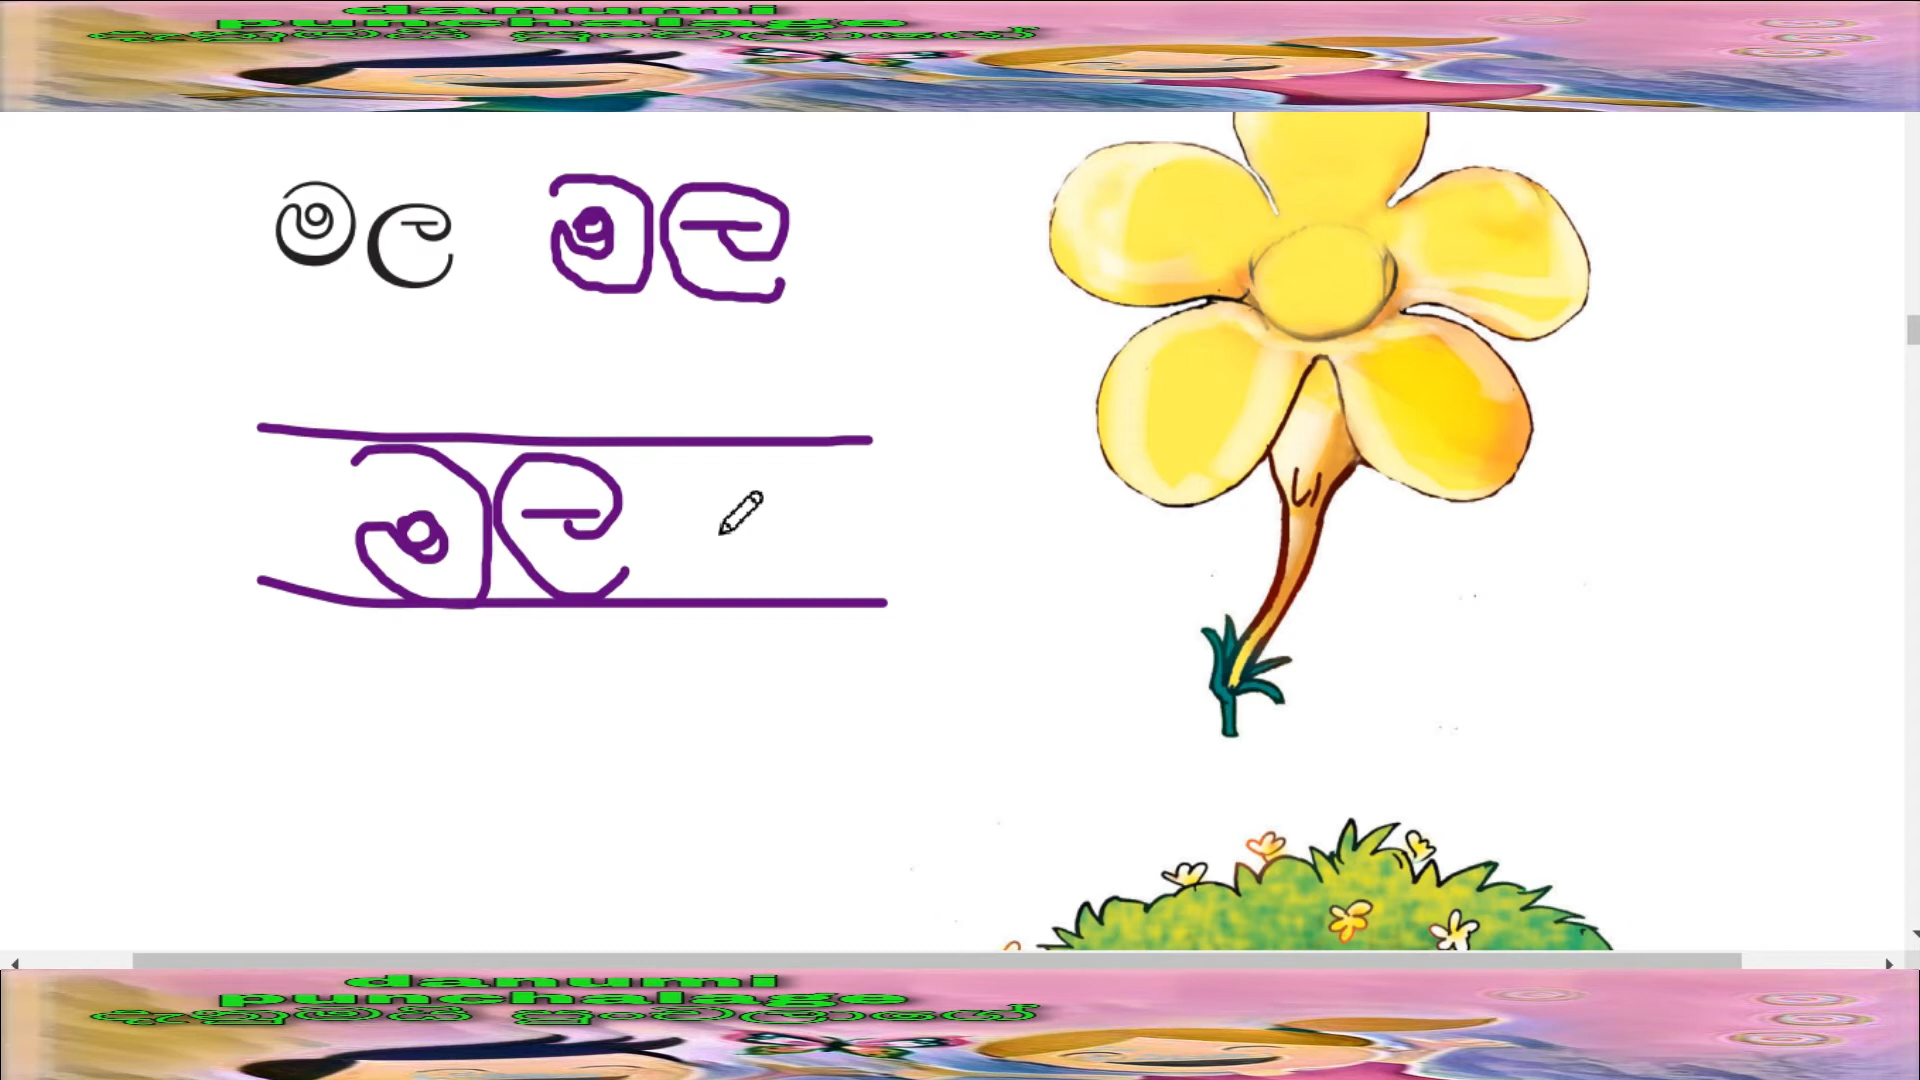 danumi
punchalage
මල මල
මල
danumi
punchalage